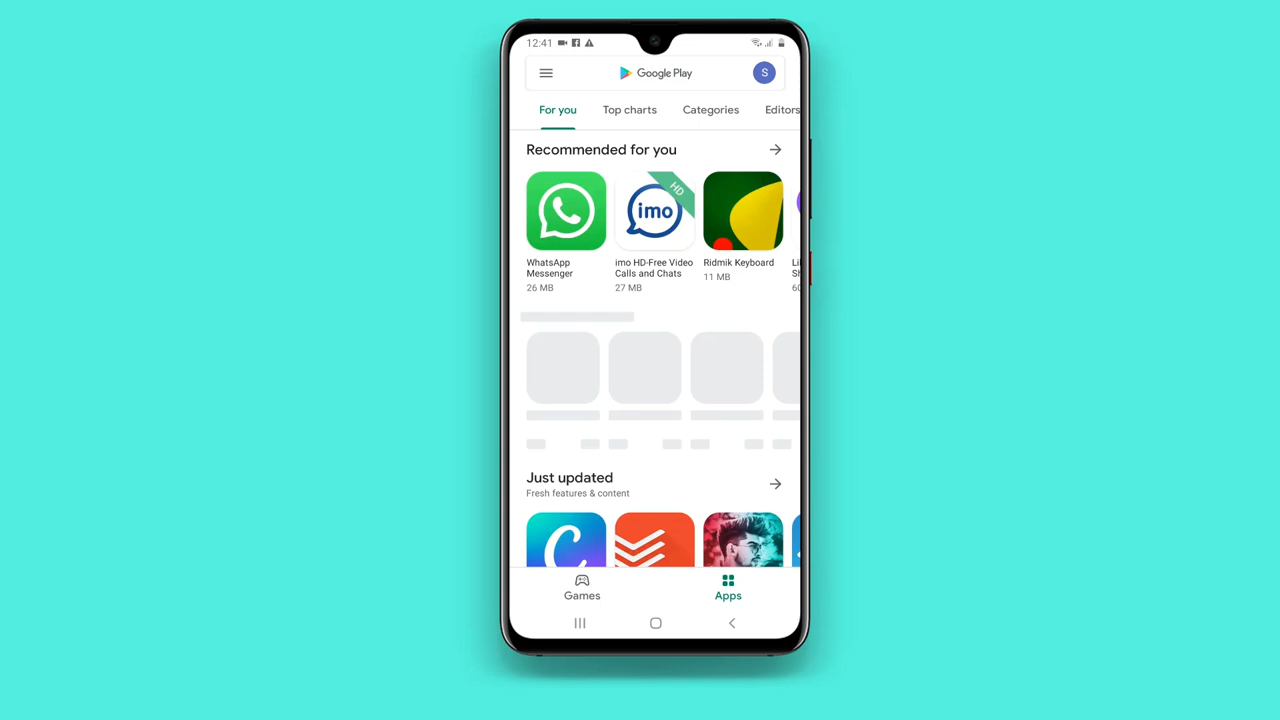 12:41
Google Play
S
For you
Top charts
Categories
Editors
Recommended for you
HD
imo
WhatsApp
Messenger
26 MB
imo HD-Free Video
Calls and Chats
27 MB
Ridmik Keyboard
11 MB
Just updated
Fresh features & content
C
Games
Apps